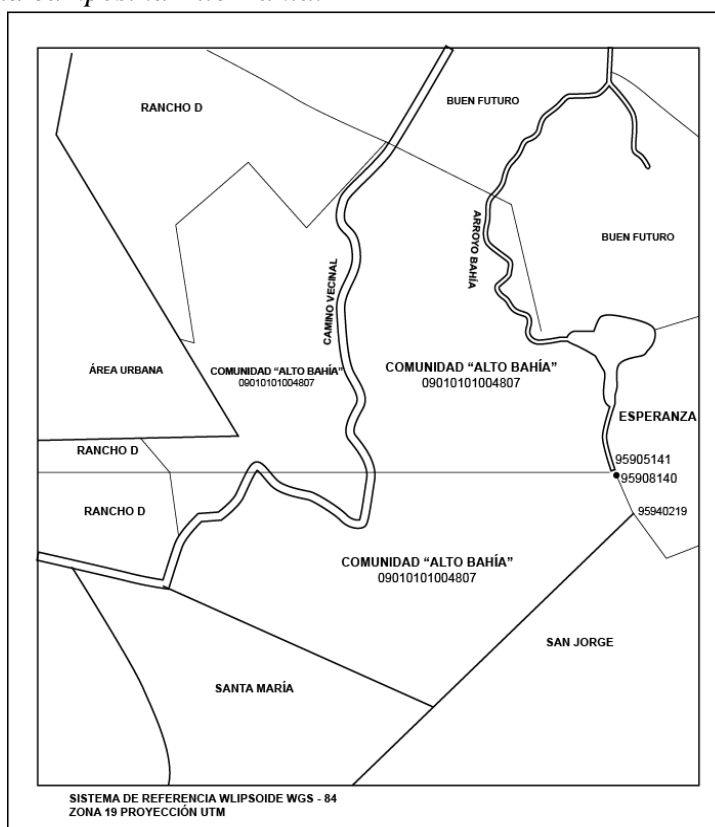 RANCHO D
BUEN FUTURO
ARROYO BAHÍA
BUEN FUTURO
CAMINO VECINAL
ÁREA URBANA
COMUNIDAD “ALTO BAHÍA”
09010101004807
COMUNIDAD “ALTO BAHÍA”
09010101004807
ESPERANZA
RANCHO D
95905141
95908140
RANCHO D
95940219
COMUNIDAD “ALTO BAHÍA”
09010101004807
SAN JORGE
SANTA MARÍA
SISTEMA DE REFERENCIA WLIPSOIDE WGS - 84
ZONA 19 PROYECCIÓN UTM